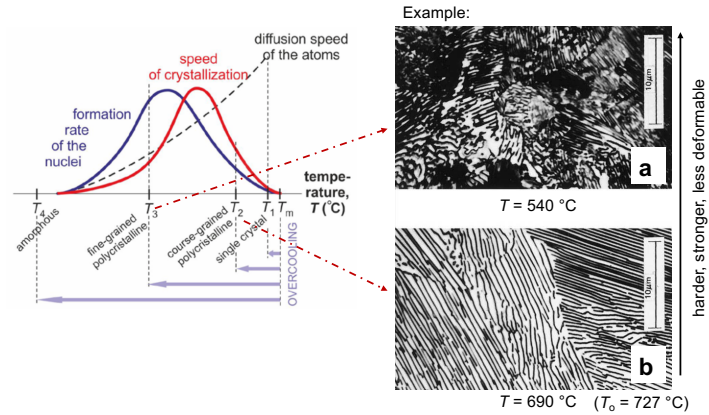 Example:
diffusion speed
of the atoms
speed
of crystallization
formation
rate
of the
nuclei
tempe-
rature,
T (°C)
T4
T3
T2
T1
Tm
amorphous
fine-grained
polycristalline
course-grained
polycristalline
single crystal
OVERCOOLING
10µm
a
T = 540 °C
10µm
b
T = 690 °C (To = 727 °C)
harder, stronger, less deformable